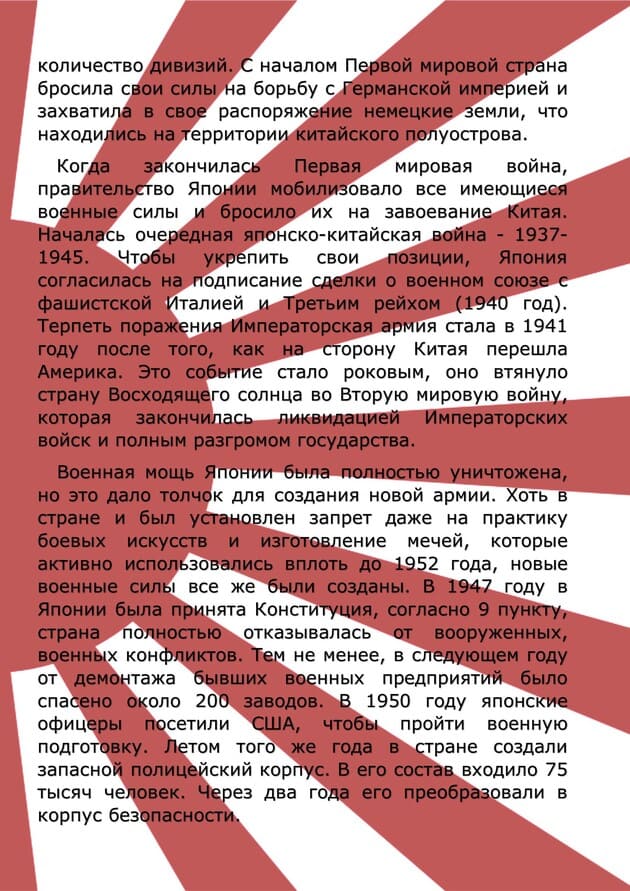 количество дивизий. С началом Первой мировой страна
бросила свои силы на борьбу с Германской империей и
захватила в свое распоряжение немецкие земли, что
находились на территории китайского полуострова.
Когда закончилась Первая мировая война,
правительство Японии мобилизовало все имеющиеся
военные силы и бросило их на завоевание Китая.
Началась очередная японско-китайская война - 1937-
1945. Чтобы укрепить свои позиции, Япония
согласилась на подписание сделки о военном союзе с
фашистской Италией и Третьим рейхом (1940 год).
Терпеть поражения Императорская армия стала в 1941
году после того, как на сторону Китая перешла
Америка. Это событие стало роковым, оно втянуло
страну Восходящего солнца во Вторую мировую войну,
которая закончилась ликвидацией Императорских
войск и полным разгромом государства.
Военная мощь Японии была полностью уничтожена,
но это дало толчок для создания новой армии. Хоть в
стране и был установлен запрет даже на практику
боевых искусств и изготовление мечей, которые
активно использовались вплоть до 1952 года, новые
военные силы все же были созданы. В 1947 году в
Японии была принята Конституция, согласно 9 пункту,
страна полностью отказывалась от вооруженных,
военных конфликтов. Тем не менее, в следующем году
от демонтажа бывших военных предприятий было
спасено около 200 заводов. В 1950 году японские
офицеры посетили США, чтобы пройти военную
подготовку. Летом того же года в стране создали
запасной полицейский корпус. В его состав входило 75
тысяч человек. Через два года его преобразовали в
корпус безопасности.